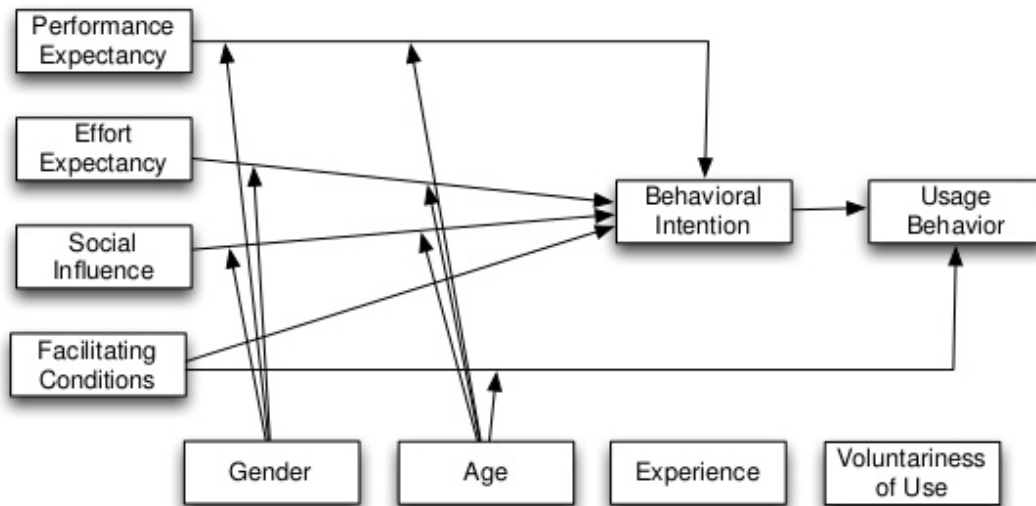 Performance
Expectancy
Effort
Expectancy
Social
Influence
Facilitating
Conditions
Behavioral
Intention
Usage
Behavior
Gender
Age
Experience
Voluntariness
of Use